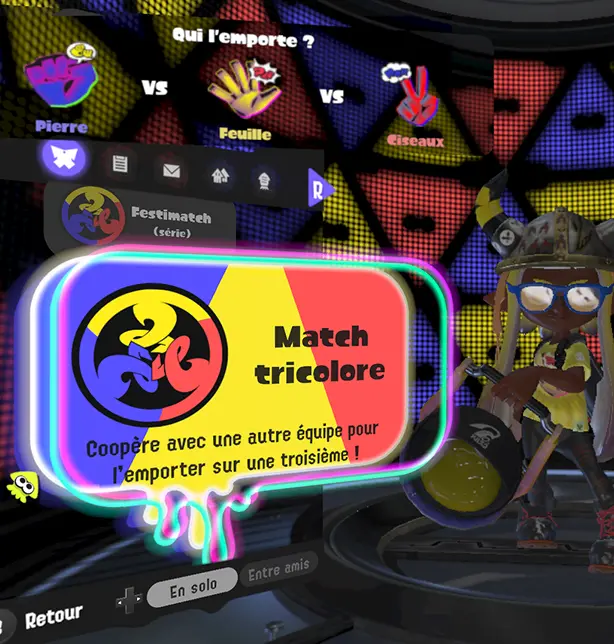 Qui l'emporte ?
vs
vs
Pierre
Feuille
Ciseaux
R
Festimatch
(série)
Match
tricolore
Coopère avec une autre équipe pour
l'emporter sur une troisième !
En solo
Entre amis
Retour